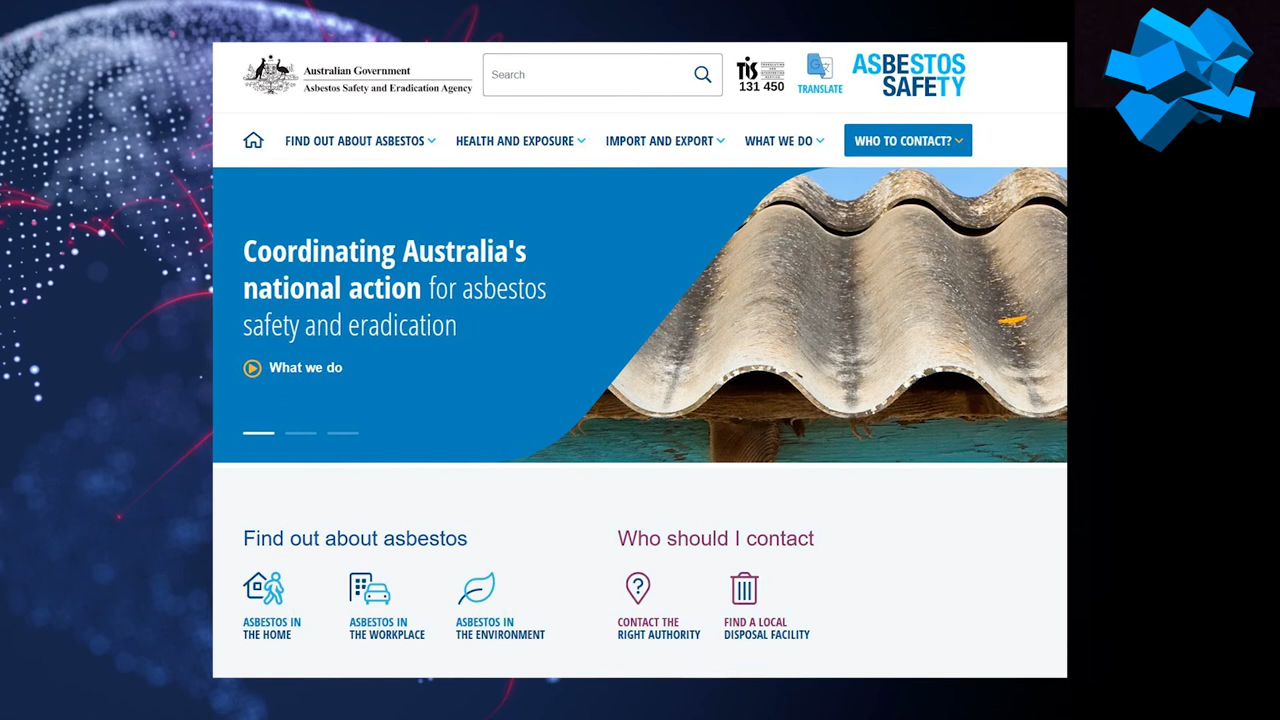 Australian Government
Asbestos Safety and Eradication Agency
Search
TIS
131 450
TRANSLATE
ASBESTOS
SAFETY
FIND OUT ABOUT ASBESTOS
HEALTH AND EXPOSURE
IMPORT AND EXPORT
WHAT WE DO
WHO TO CONTACT?
Coordinating Australia's
national action for asbestos
safety and eradication
What we do
Find out about asbestos
ASBESTOS IN
THE HOME
ASBESTOS IN
THE WORKPLACE
ASBESTOS IN
THE ENVIRONMENT
Who should I contact
CONTACT THE
RIGHT AUTHORITY
FIND A LOCAL
DISPOSAL FACILITY